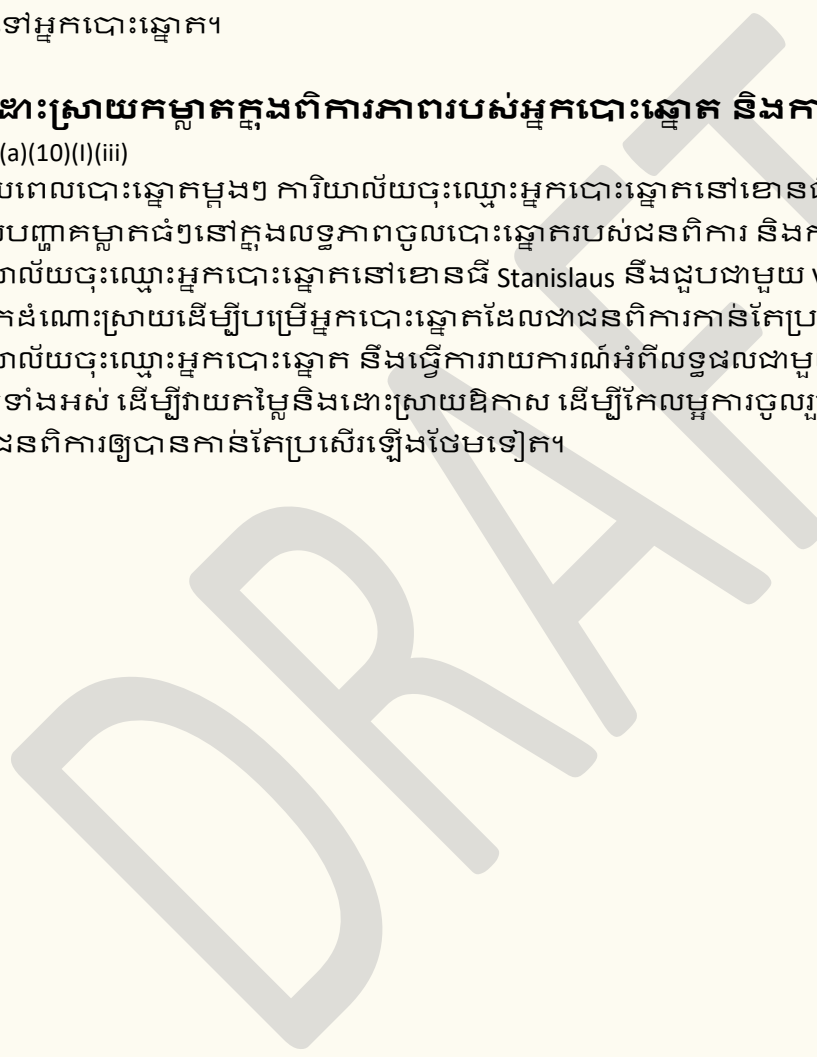 ទៅអ្នកបោះឆ្នោត។
ដោះស្រាយកម្លាតក្នុងពិការភាពរបស់អ្នកបោះឆ្នោត និងកា
(a)(10)(I)(iii)
ពេលបោះឆ្នោតម្តងៗ ការិយាល័យចុះឈ្មោះអ្នកបោះឆ្នោតនៅខោនធី
បញ្ហាគម្លាតធំៗនៅក្នុងលទ្ធភាពចូលបោះឆ្នោតរបស់ជនពិការ និង
ល័យចុះឈ្មោះអ្នកបោះឆ្នោតនៅខោនធី Stanislaus នឹងជួបជាមួយ
កដំណោះស្រាយដើម្បីបម្រើអ្នកបោះឆ្នោតដែលជាជនពិការកាន់តែប្រ
ល័យចុះឈ្មោះអ្នកបោះឆ្នោត នឹងធ្វើការរាយការណ៍អំពីលទ្ធផលជាមួ
ទាំងអស់ ដើម្បីវាយតម្លៃនិងដោះស្រាយឱកាស ដើម្បីកែលម្អការចូលរួ
ជនពិការឲ្យបានកាន់តែប្រសើរឡើងថែមទៀត។
DRAFT